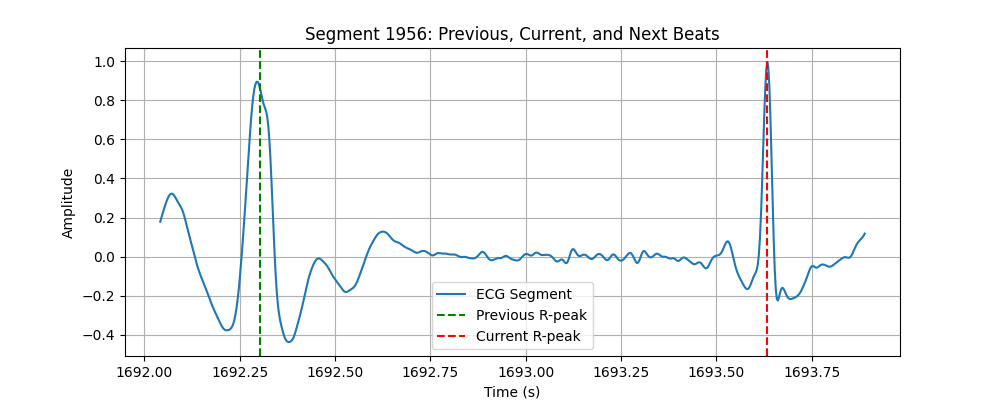 Segment 1956: Previous, Current, and Next Beats
1.0
0.8
0.6
0.4
0.2
0.0
−0.2
−0.4
Amplitude
ECG Segment
Previous R-peak
Current R-peak
1692.00 1692.25 1692.50 1692.75 1693.00 1693.25 1693.50 1693.75
Time (s)